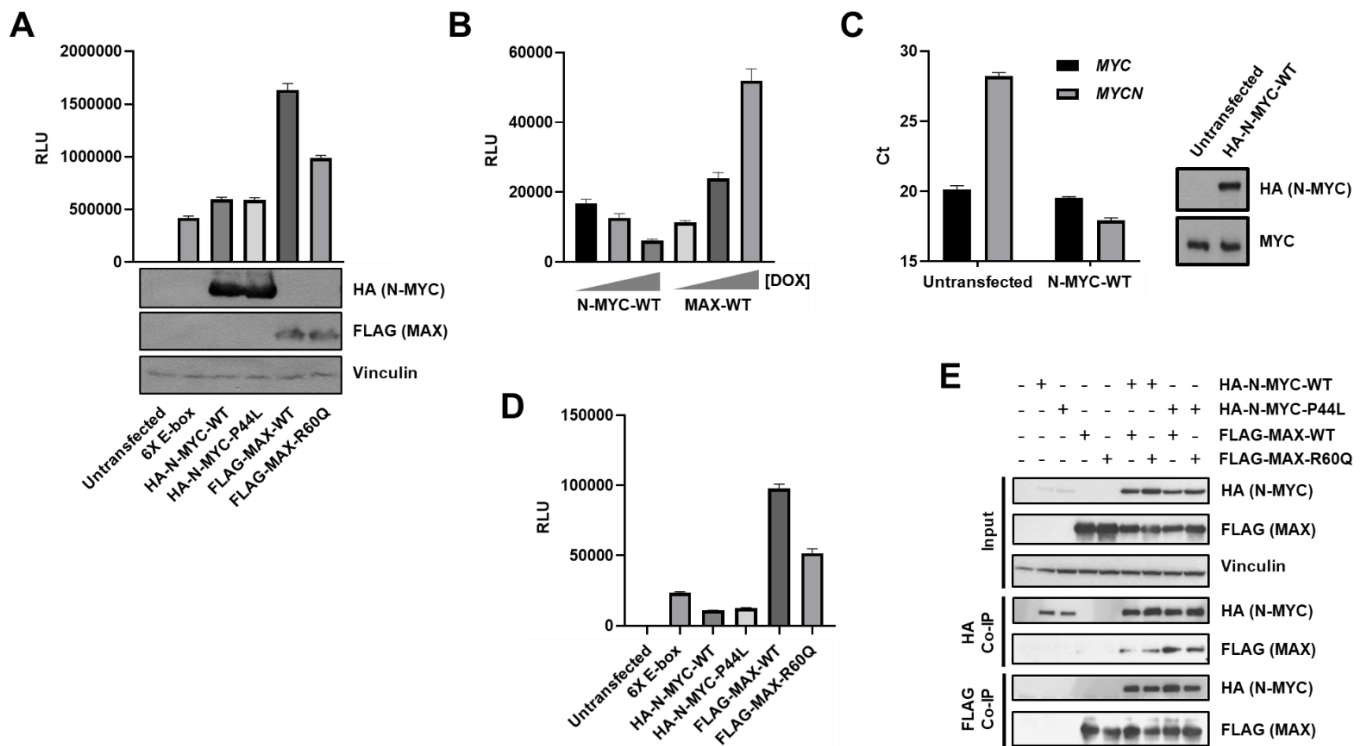 A
2000000
1500000
1000000
500000
0
RLU
HA (N-MYC)
FLAG (MAX)
Vinculin
Untransfected
6X E-box
HA-N-MYC-WT
HA-N-MYC-P44L
FLAG-MAX-WT
FLAG-MAX-R60Q
B
60000
40000
20000
0
RLU
[DOX]
N-MYC-WT
MAX-WT
C
30
25
20
15
Ct
MYC
MYCN
Untransfected
N-MYC-WT
Untransfected
HA-N-MYC-WT
HA (N-MYC)
MYC
D
150000
100000
50000
0
RLU
Untransfected
6X E-box
HA-N-MYC-WT
HA-N-MYC-P44L
FLAG-MAX-WT
FLAG-MAX-R60Q
E
- + - - - + + - - HA-N-MYC-WT
- - + - - - - + + HA-N-MYC-P44L
- - - + - + - + - FLAG-MAX-WT
- - - - + - + - + FLAG-MAX-R60Q
Input
HA (N-MYC)
FLAG (MAX)
Vinculin
HA
Co-IP
HA (N-MYC)
FLAG (MAX)
FLAG
Co-IP
HA (N-MYC)
FLAG (MAX)